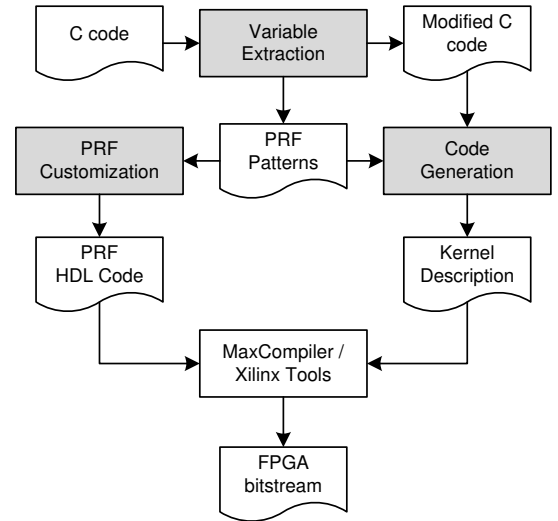 C code
Variable
Extraction
Modified C
code
PRF
Customization
PRF
Patterns
Code
Generation
PRF
HDL Code
Kernel
Description
MaxCompiler /
Xilinx Tools
FPGA
bitstream